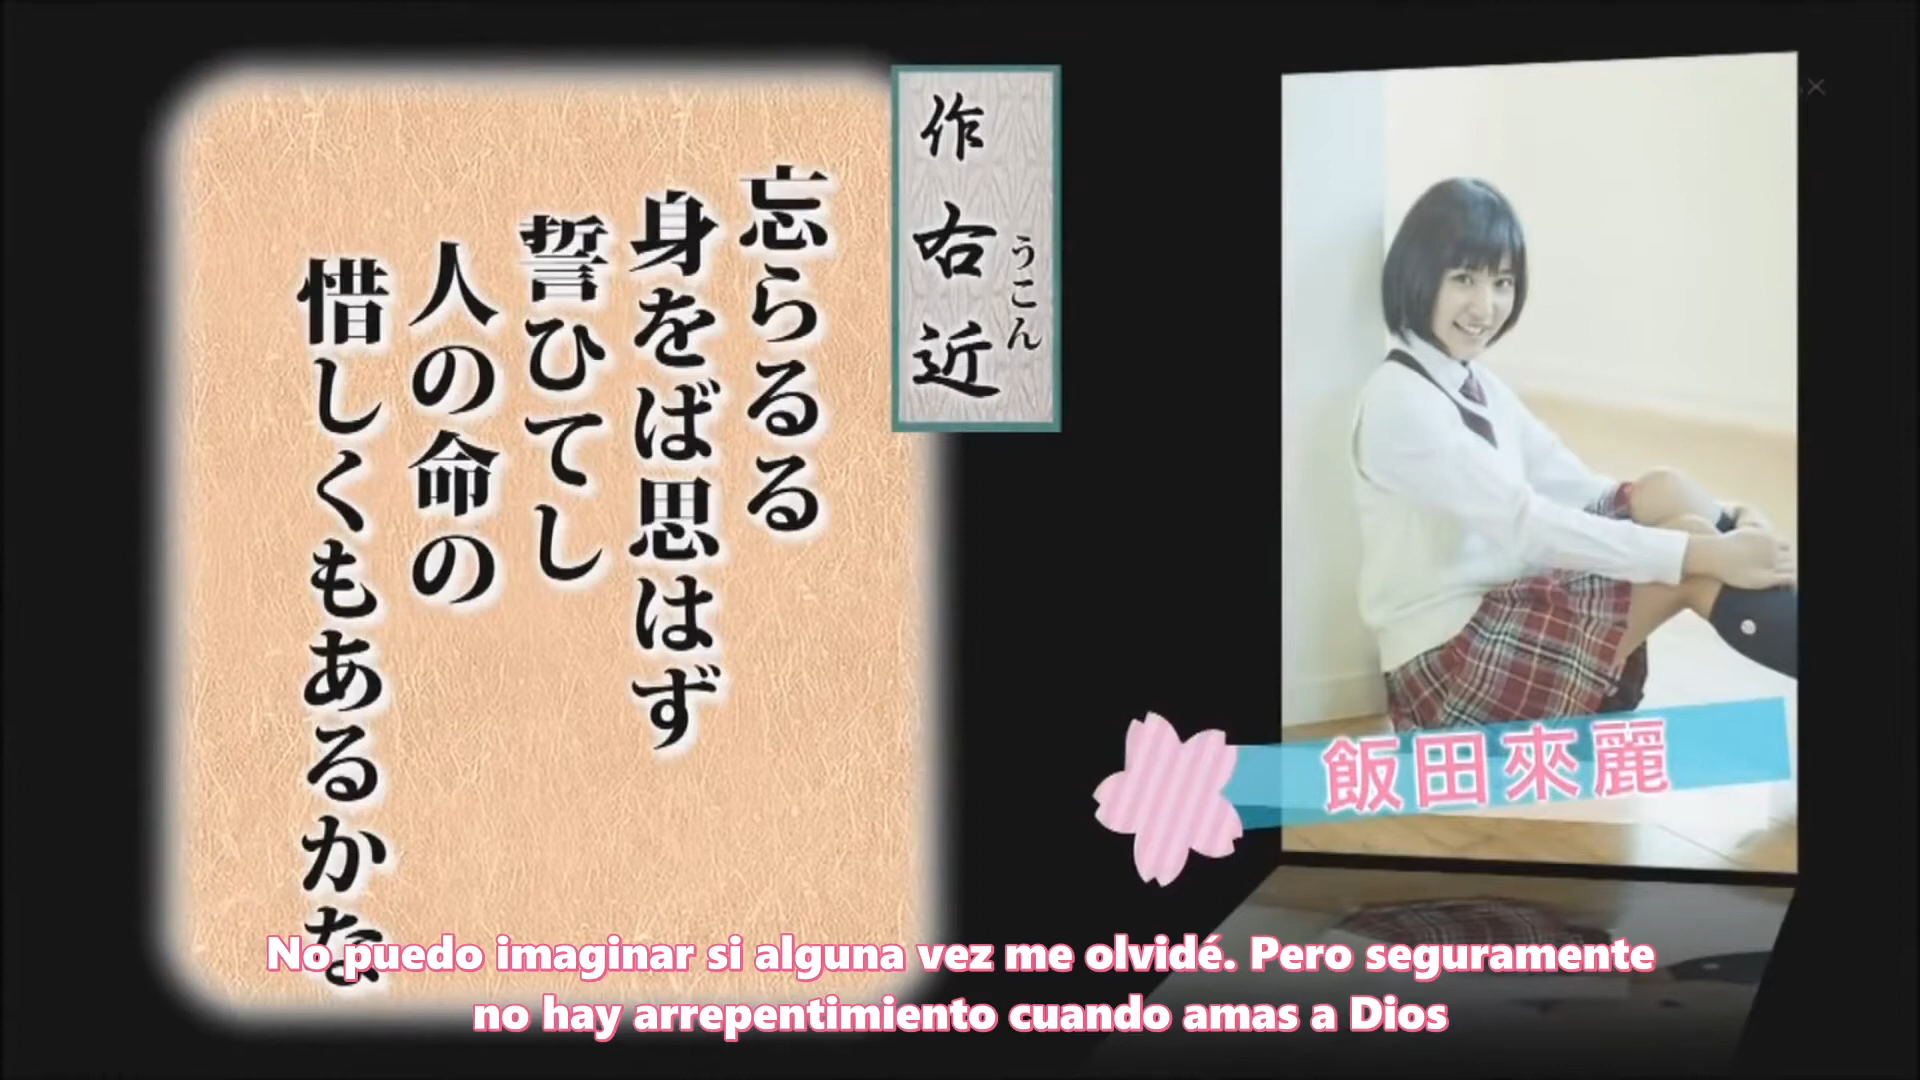 作 右近
うこん
忘らるる
身をば思はず
誓ひてし
人の命の
惜しくもあるかな
飯田來麗
No puedo imaginar si alguna vez me olvidé. Pero seguramente
no hay arrepentimiento cuando amas a Dios